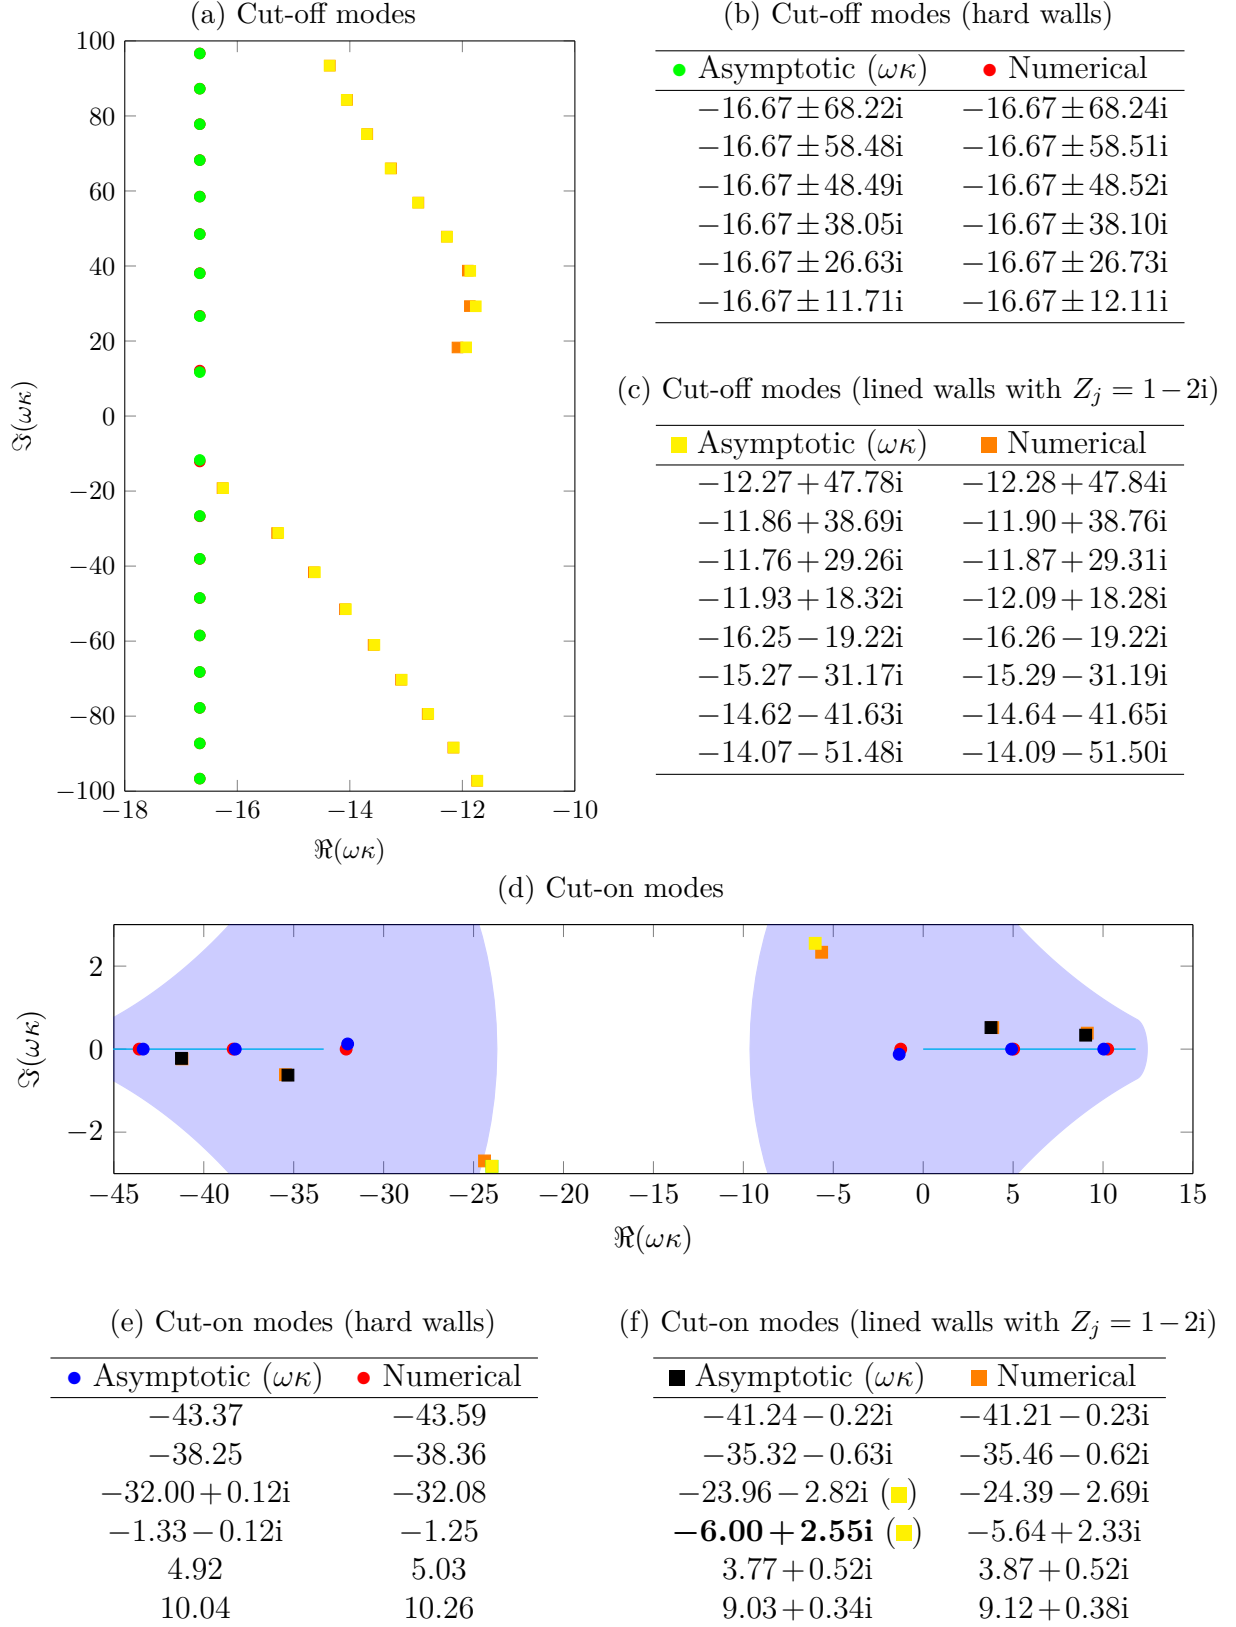 (a) Cut-off modes
100
80
60
40
20
0
−20
−40
−60
−80
−100
−18 −16 −14 −12 −10
ℑ(ωκ)
ℜ(ωκ)
(b) Cut-off modes (hard walls)
Asymptotic (ωκ) Numerical
−16.67±68.22i −16.67±68.24i
−16.67±58.48i −16.67±58.51i
−16.67±48.49i −16.67±48.52i
−16.67±38.05i −16.67±38.10i
−16.67±26.63i −16.67±26.73i
−16.67±11.71i −16.67±12.11i
(c) Cut-off modes (lined walls with Zj = 1−2i)
Asymptotic (ωκ) Numerical
−12.27+47.78i −12.28+47.84i
−11.86+38.69i −11.90+38.76i
−11.76+29.26i −11.87+29.31i
−11.93+18.32i −12.09+18.28i
−16.25−19.22i −16.26−19.22i
−15.27−31.17i −15.29−31.19i
−14.62−41.63i −14.64−41.65i
−14.07−51.48i −14.09−51.50i
(d) Cut-on modes
2
0
−2
ℑ(ωκ)
−45 −40 −35 −30 −25 −20 −15 −10 −5 0 5 10 15
ℜ(ωκ)
(e) Cut-on modes (hard walls)
Asymptotic (ωκ) Numerical
−43.37 −43.59
−38.25 −38.36
−32.00+0.12i −32.08
−1.33−0.12i −1.25
4.92 5.03
10.04 10.26
(f) Cut-on modes (lined walls with Zj = 1−2i)
Asymptotic (ωκ) Numerical
−41.24−0.22i −41.21−0.23i
−35.32−0.63i −35.46−0.62i
−23.96−2.82i ( ) −24.39−2.69i
−6.00+2.55i ( ) −5.64+2.33i
3.77+0.52i 3.87+0.52i
9.03+0.34i 9.12+0.38i